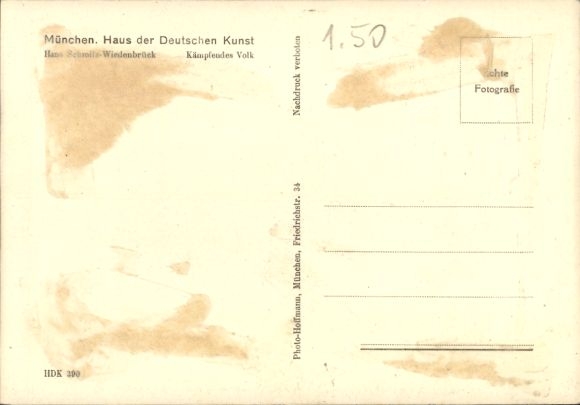 München. Haus der Deutschen Kunst
Hans Schmitz-Wiedenbrück Kämpfendes Volk
HDK 390
Nachdruck verboten
Photo-Hoffmann, München, Friedrichstr. 34
1.50
Echte
Fotografie